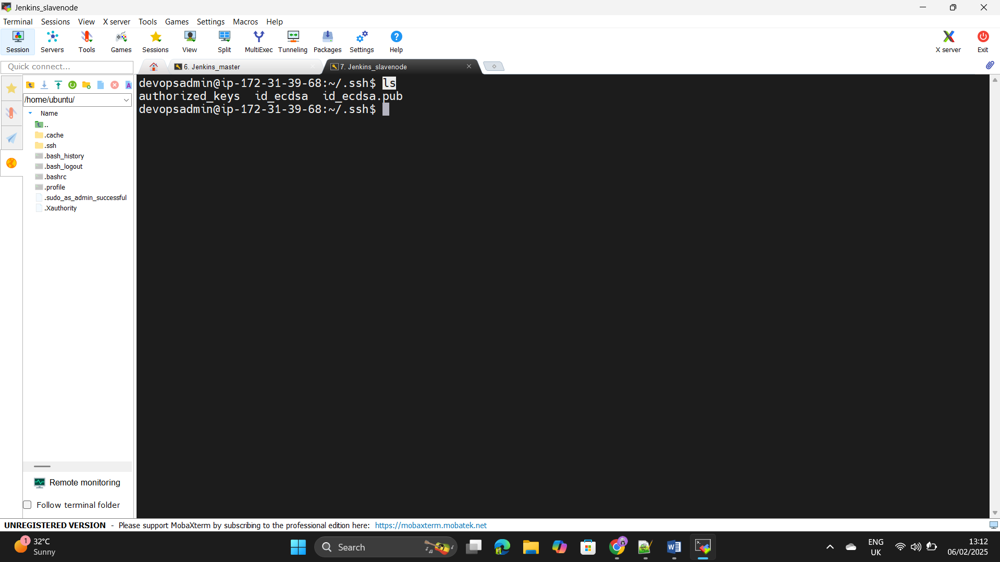 Jenkins_slavenode
Terminal Sessions View X server Tools Games Settings Macros Help
Session Servers Tools Games Sessions View Split MultiExec Tunneling Packages Settings Help X server Exit
Quick connect...
6. Jenkins_master
7. Jenkins_slavenode
/home/ubuntu/
Name
..
.cache
.ssh
.bash_history
.bash_logout
.bashrc
.profile
.sudo_as_admin_successful
.Xauthority
Remote monitoring
Follow terminal folder
devopsadmin@ip-172-31-39-68:~/.ssh$ ls
authorized_keys  id_ecdsa  id_ecdsa.pub
devopsadmin@ip-172-31-39-68:~/.ssh$
UNREGISTERED VERSION - Please support MobaXterm by subscribing to the professional edition here: https://mobaxterm.mobatek.net
1
32°C
Sunny
Search
ENG
UK
13:12
06/02/2025